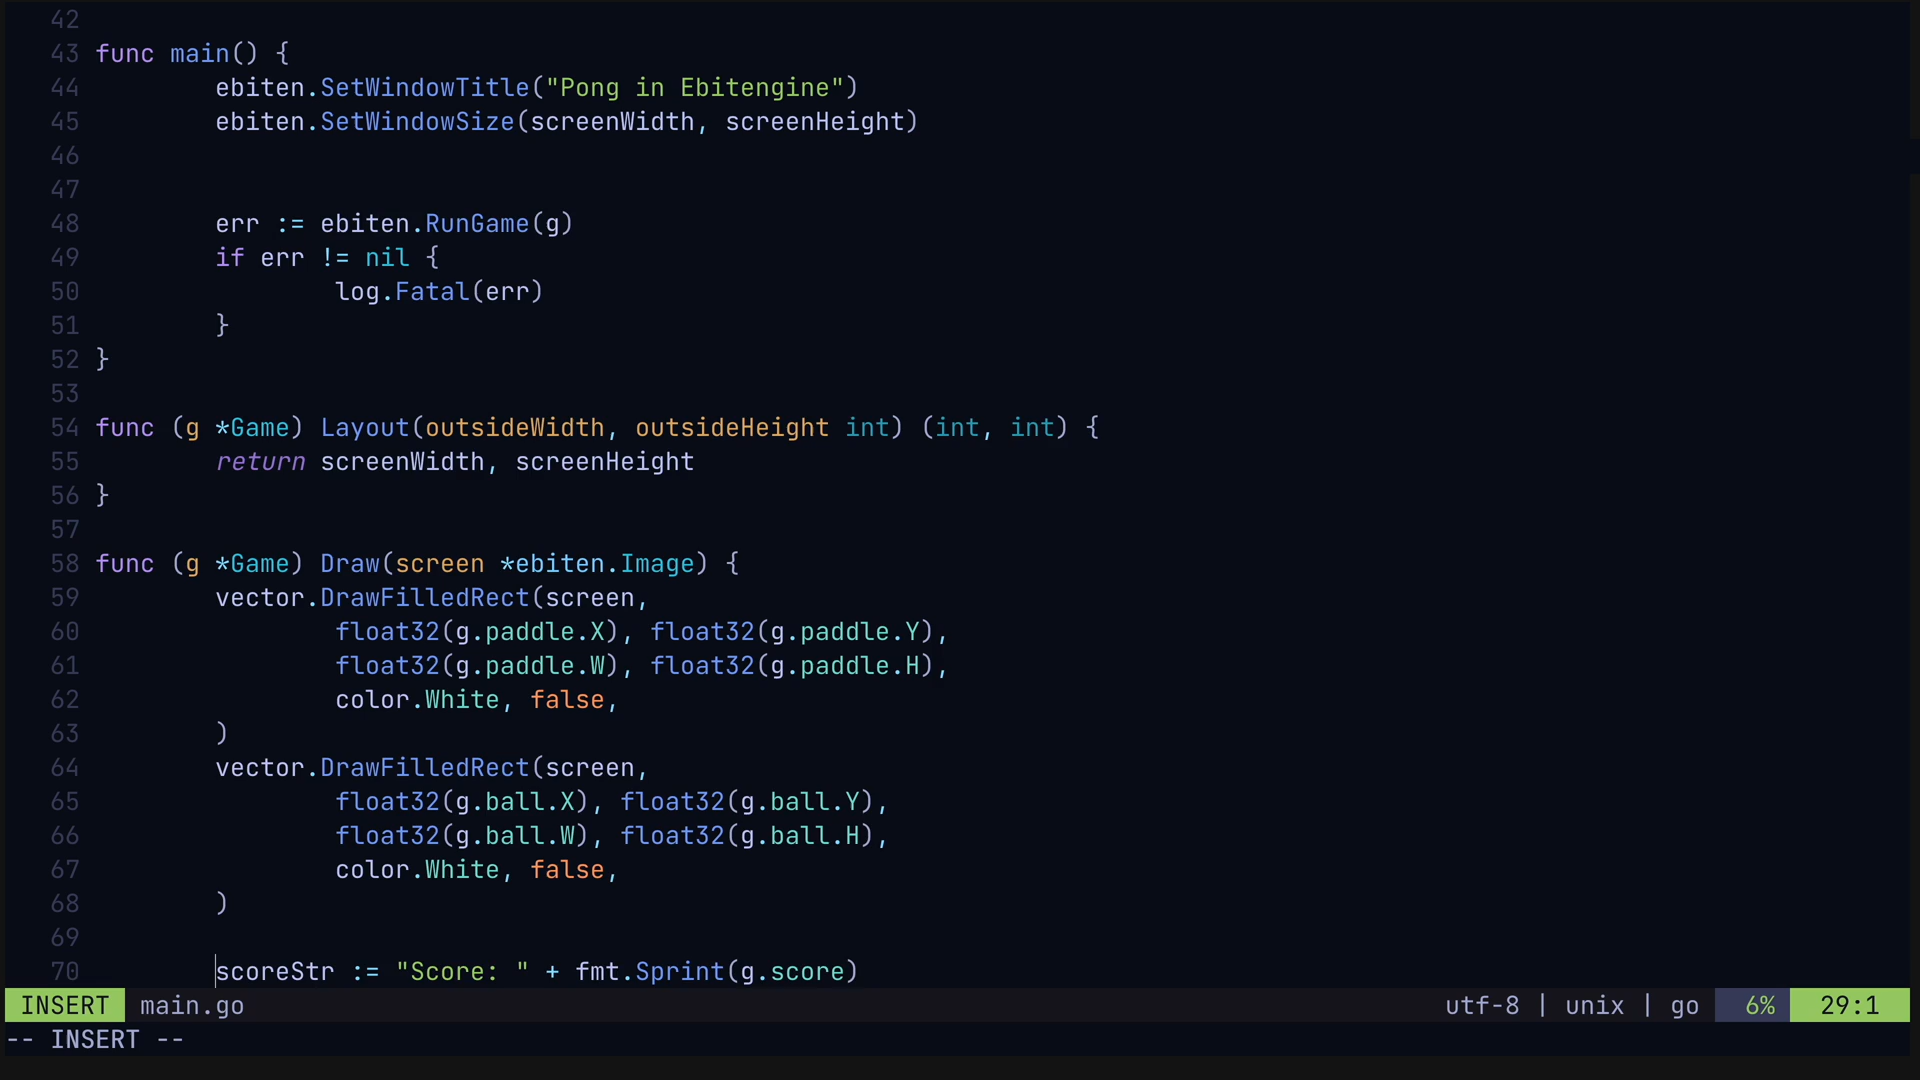 42
43 func main() {
44 ebiten.SetWindowTitle("Pong in Ebitengine")
45 ebiten.SetWindowSize(screenWidth, screenHeight)
46
47
48 err := ebiten.RunGame(g)
49 if err != nil {
50 log.Fatal(err)
51 }
52 }
53
54 func (g *Game) Layout(outsideWidth, outsideHeight int) (int, int) {
55 return screenWidth, screenHeight
56 }
57
58 func (g *Game) Draw(screen *ebiten.Image) {
59 vector.DrawFilledRect(screen,
60 float32(g.paddle.X), float32(g.paddle.Y),
61 float32(g.paddle.W), float32(g.paddle.H),
62 color.White, false,
63 )
64 vector.DrawFilledRect(screen,
65 float32(g.ball.X), float32(g.ball.Y),
66 float32(g.ball.W), float32(g.ball.H),
67 color.White, false,
68 )
69
70 scoreStr := "Score: " + fmt.Sprint(g.score)
INSERT main.go utf-8 | unix | go 6% 29:1
-- INSERT --